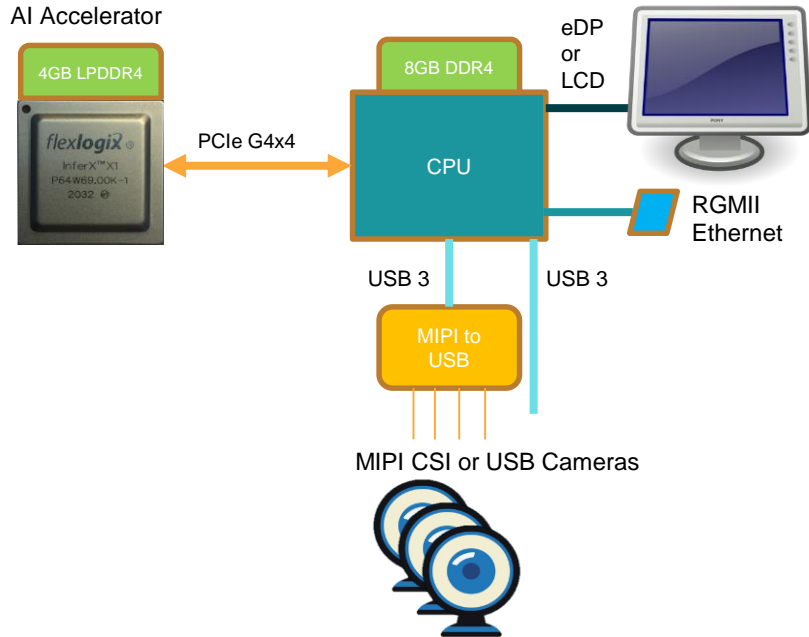 AI Accelerator
4GB LPDDR4
flexlogix®
InferX™X1
P64W69.00K-1
2032
PCIe G4x4
8GB DDR4
CPU
eDP
or
LCD
PONY
RGMII
Ethernet
USB 3
USB 3
MIPI to
USB
MIPI CSI or USB Cameras